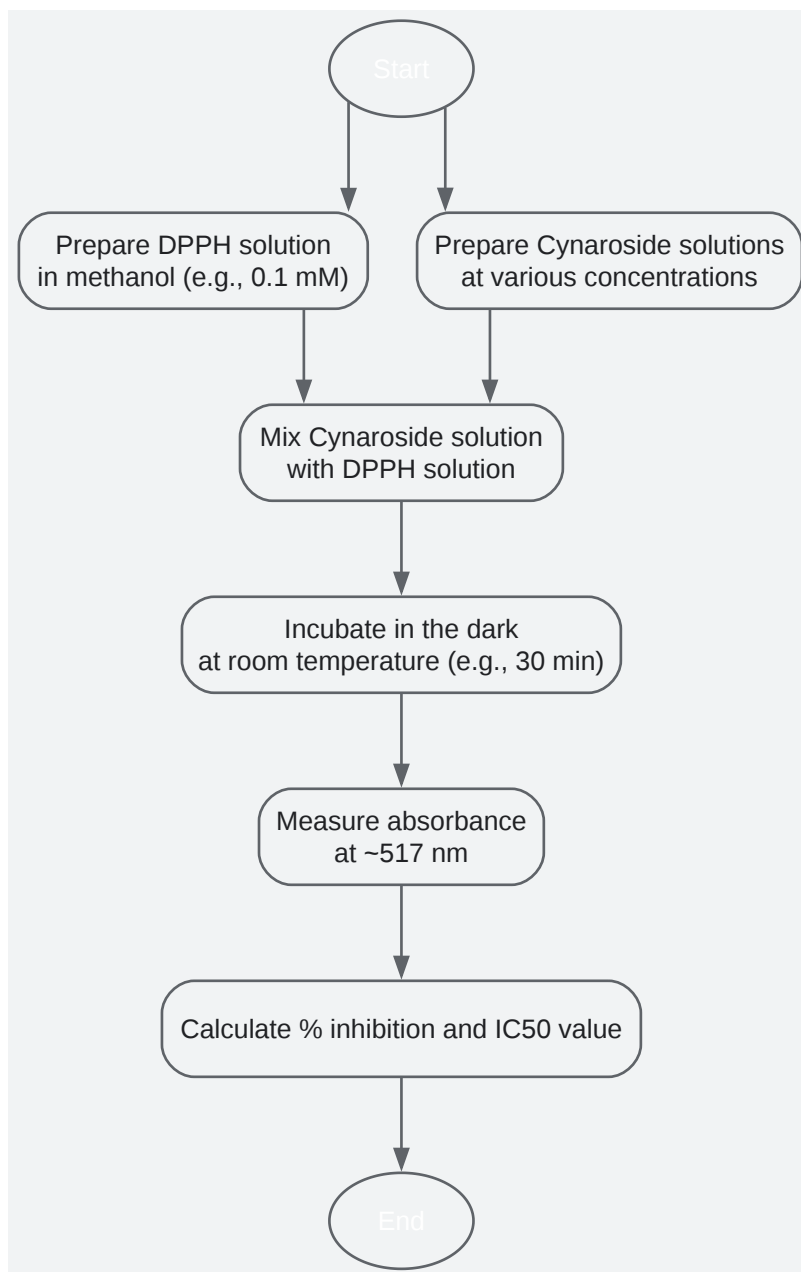 Start
Prepare DPPH solution
in methanol (e.g., 0.1 mM)
Prepare Cynaroside solutions
at various concentrations
Mix Cynaroside solution
with DPPH solution
Incubate in the dark
at room temperature (e.g., 30 min)
Measure absorbance
at ~517 nm
Calculate % inhibition and IC50 value
End